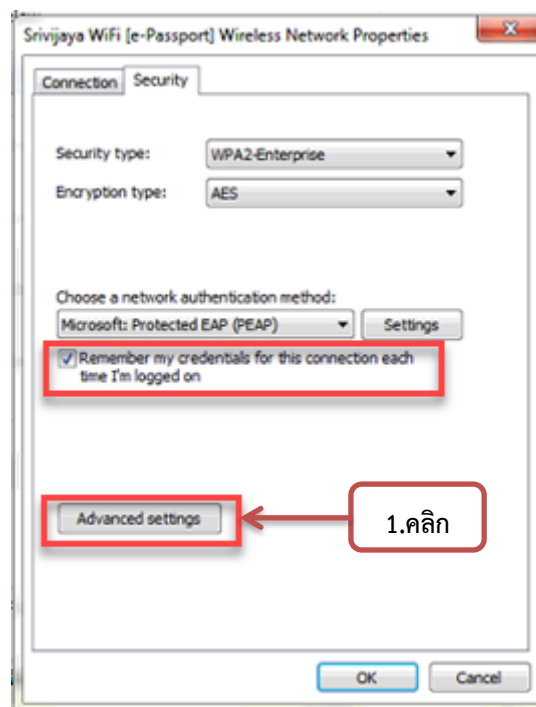 Srivijaya WiFi [e-Passport] Wireless Network Properties
Connection Security
Security type: WPA2-Enterprise
Encryption type: AES
Choose a network authentication method:
Microsoft: Protected EAP (PEAP) Settings
Remember my credentials for this connection each
time I'm logged on
Advanced settings
1.คลิก
OK Cancel